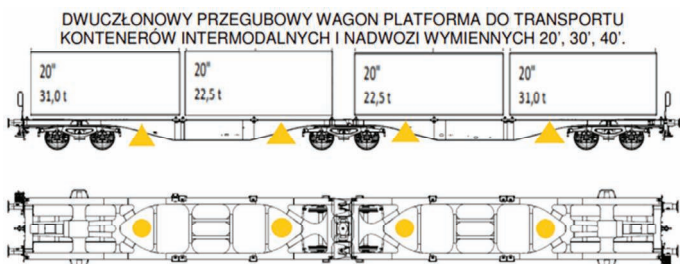 DWUCZŁONOWY PRZEGUBOWY WAGON PLATFORMA DO TRANSPORTU
KONTENERÓW INTERMODALNYCH I NADWOZI WYMIENNYCH 20', 30', 40'.
20"
31,0 t
20"
22,5 t
20"
22,5 t
20"
31,0 t